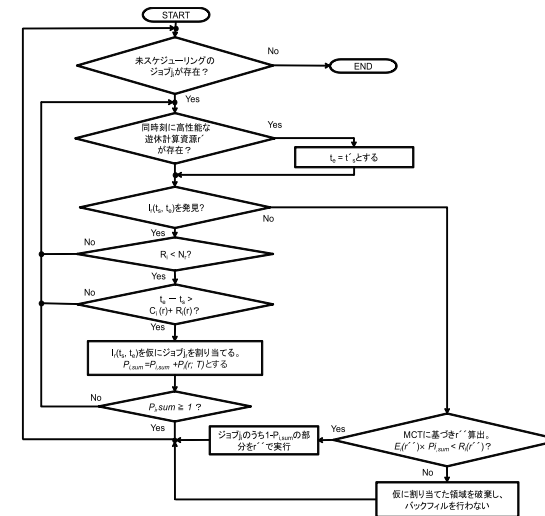 START
未スケジューリングの
ジョブjᵢが存在？
No
END
Yes
同時刻に高性能な
遊休計算資源r´
が存在？
Yes
tₑ = t´ₛとする
Iᵣ(tₛ, tₑ)を発見?
No
Yes
No
Rᵢ < Nᵣ?
Yes
No
tₑ − tₛ >
Cᵢ (r)+ Rᵢ(r)？
Yes
Iᵣ(tₛ, tₑ)を仮にジョブjᵢを割り当てる。
Pᵢ,sum =Pᵢ,sum +Pᵢ(r; T)とする
No
Pᵢ,sum ≧ 1 ？
Yes
ジョブjᵢのうち1-Pᵢ,sumの部
分をr´´で実行
Yes
MCTに基づきr´´算出。
Eᵢ(r´´)× Pᵢ,sum < Rᵢ(r´´)？
No
仮に割り当てた領域を破棄し、
バックフィルを行わない